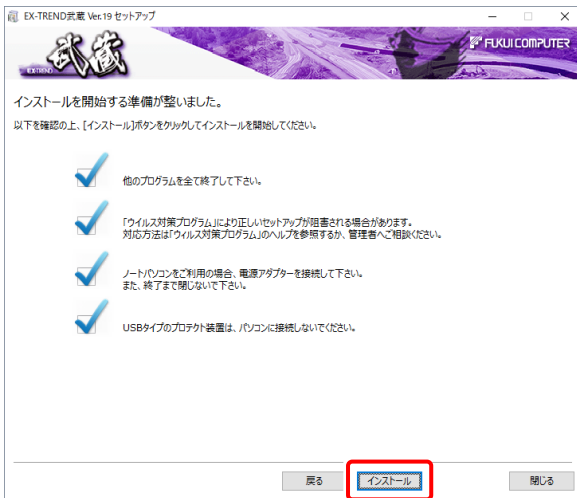 EX-TREND武蔵 Ver.19 セットアップ
武蔵
EX-TREND
FUKUI COMPUTER
インストールを開始する準備が整いました。
以下を確認の上、[インストール]ボタンをクリックしてインストールを開始してください。
他のプログラムを全て終了して下さい。
「ウイルス対策プログラム」により正しいセットアップが阻害される場合があります。
対応方法は「ウィルス対策プログラム」のヘルプを参照するか、管理者へご相談ください。
ノートパソコンをご利用の場合、電源アダプターを接続して下さい。
また、終了まで閉じないで下さい。
USBタイプのプロテクト装置は、パソコンに接続しないでください。
戻る
インストール
閉じる